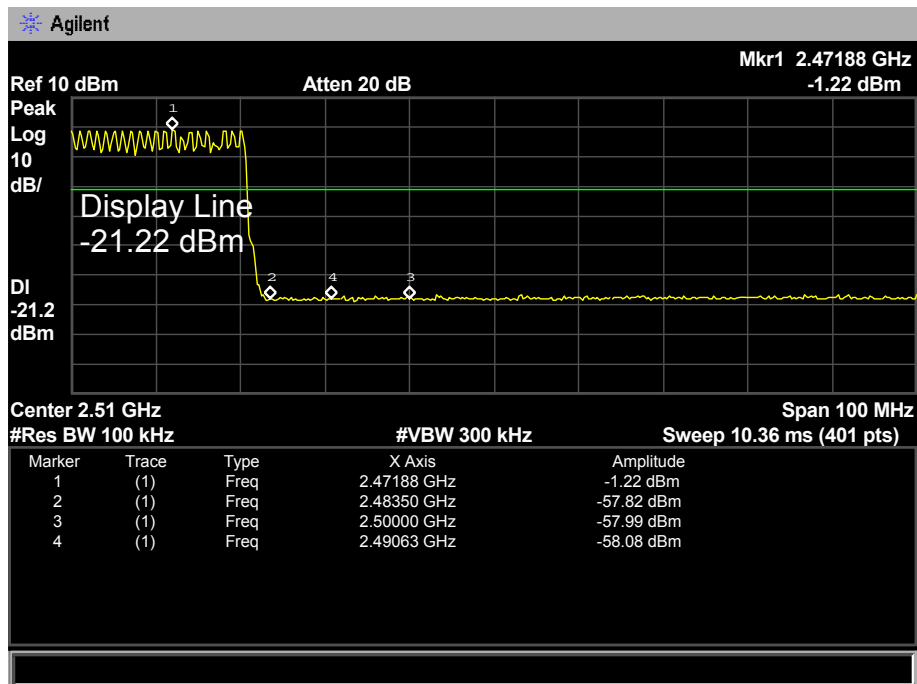 Agilent
Mkr1 2.47188 GHz
Ref 10 dBm Atten 20 dB -1.22 dBm
Peak
Log
10
dB/
1
Display Line
-21.22 dBm
2 4 3
DI
-21.2
dBm
Center 2.51 GHz Span 100 MHz
#Res BW 100 kHz #VBW 300 kHz Sweep 10.36 ms (401 pts)
Marker Trace Type X Axis Amplitude
1 (1) Freq 2.47188 GHz -1.22 dBm
2 (1) Freq 2.48350 GHz -57.82 dBm
3 (1) Freq 2.50000 GHz -57.99 dBm
4 (1) Freq 2.49063 GHz -58.08 dBm